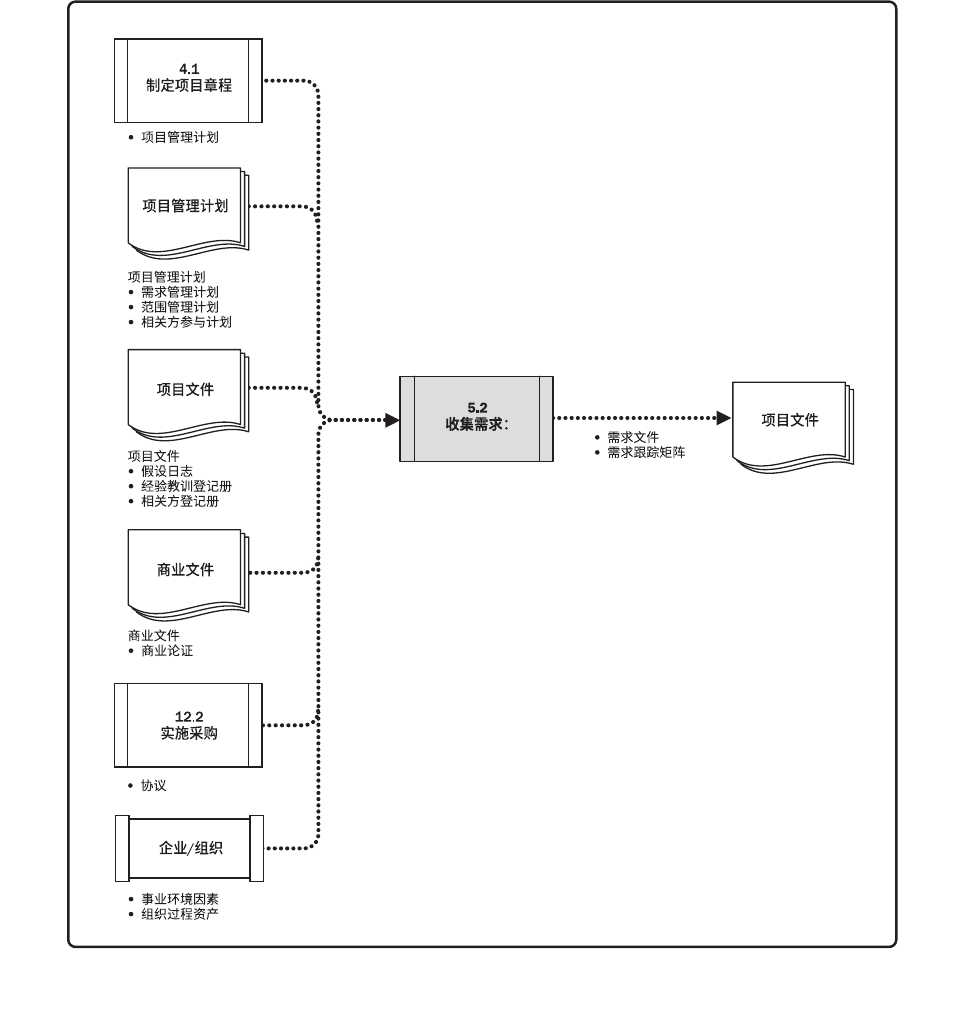 4.1
制定项目章程
• 项目管理计划
项目管理计划
项目管理计划
• 需求管理计划
• 范围管理计划
• 相关方参与计划
项目文件
项目文件
• 假设日志
• 经验教训登记册
• 相关方登记册
商业文件
商业文件
• 商业论证
12.2
实施采购
• 协议
企业/组织
• 事业环境因素
• 组织过程资产
5.2
收集需求：
• 需求文件
• 需求跟踪矩阵
项目文件